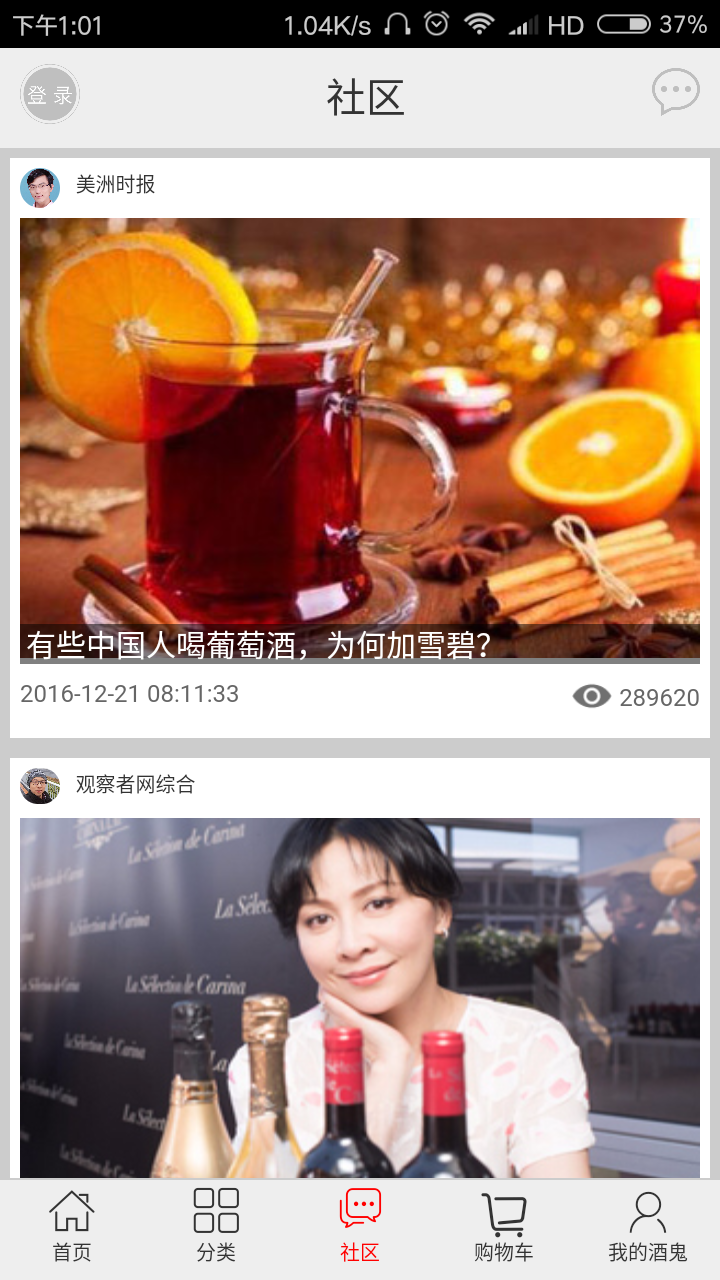 下午1:01
1.04K/s HD 37%
登 录
社区
美洲时报
有些中国人喝葡萄酒，为何加雪碧?
2016-12-21 08:11:33
289620
观察者网综合
La Sélection de Carina
La Sélec
La Sélection de Carina
La Sélection de Carina
La Sélection de Carina
首页
分类
社区
购物车
我的酒鬼